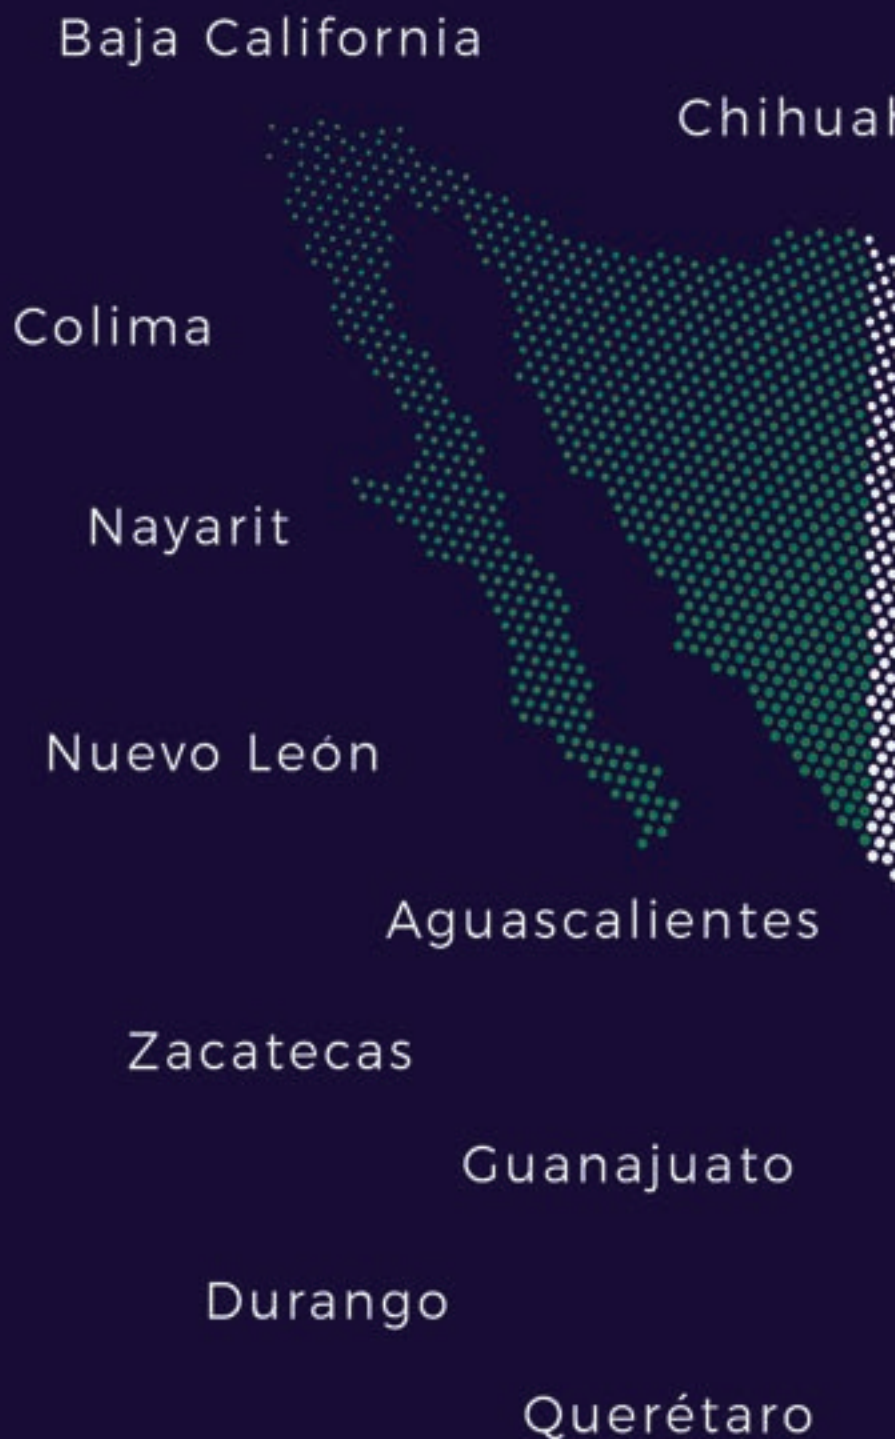 Baja California
Chihuah
Colima
Nayarit
Nuevo León
Aguascalientes
Zacatecas
Guanajuato
Durango
Querétaro